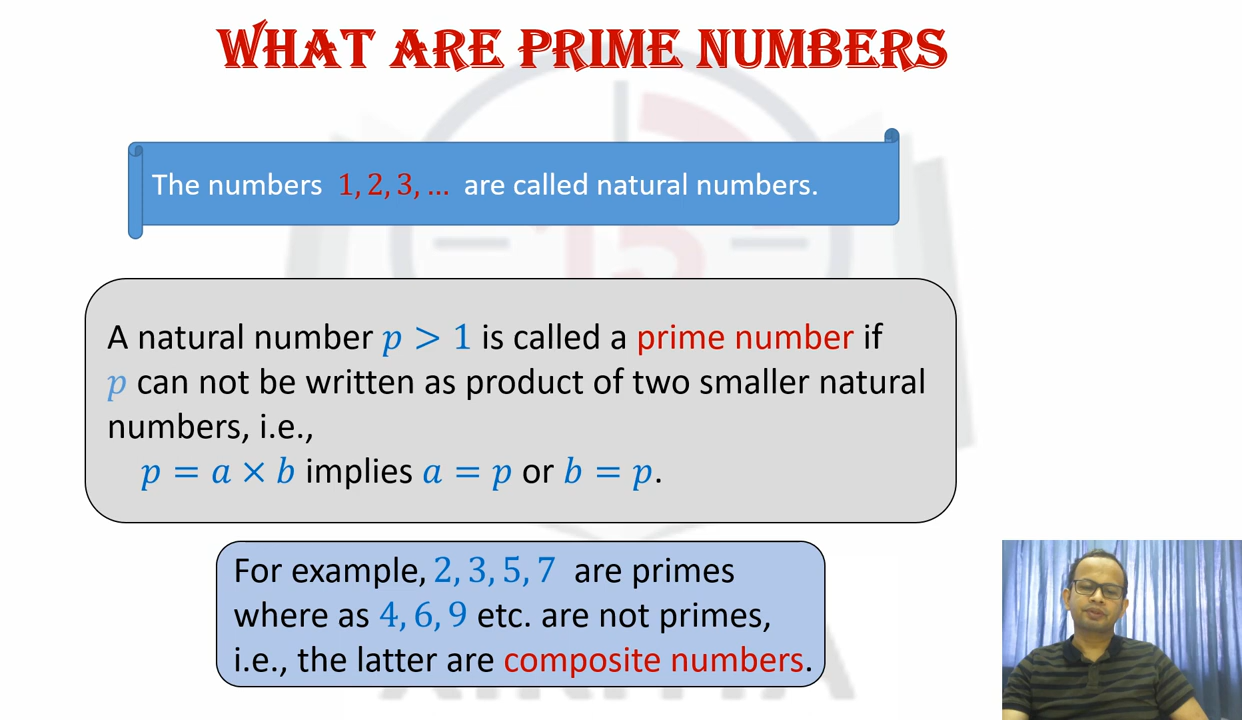 WHAT ARE PRIME NUMBERS
The numbers 1, 2, 3, … are called natural numbers.
A natural number p > 1 is called a prime number if
p can not be written as product of two smaller natural
numbers, i.e.,
p = a × b implies a = p or b = p.
For example, 2, 3, 5, 7 are primes
where as 4, 6, 9 etc. are not primes,
i.e., the latter are composite numbers.